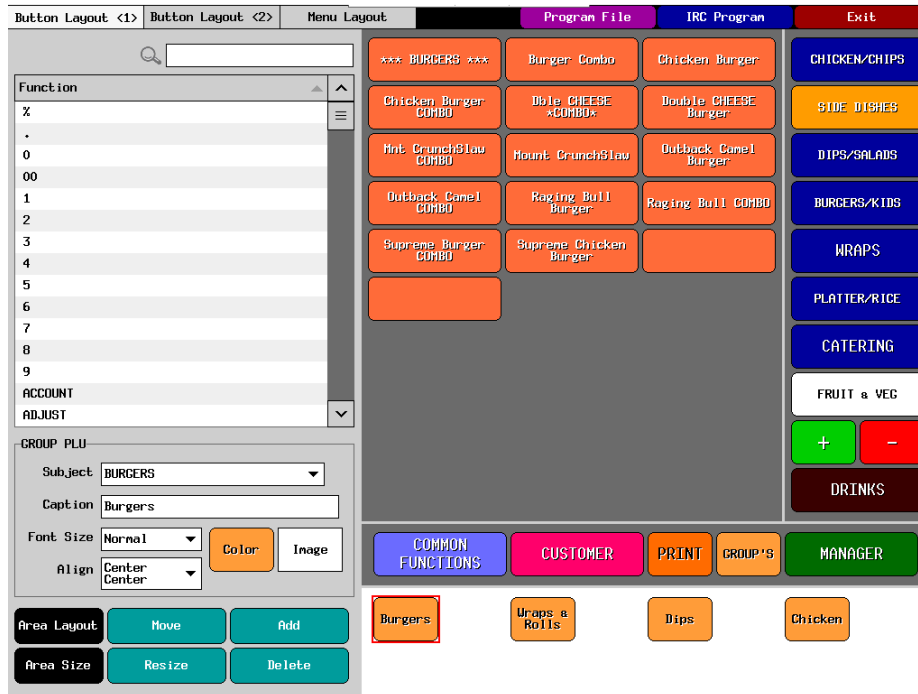 Button Layout <1> Button Layout <2> Menu Layout Program File IRC Program Exit
Function
%
.
0
00
1
2
3
4
5
6
7
8
9
ACCOUNT
ADJUST
GROUP PLU
Subject BURGERS
Caption Burgers
Font Size Normal
Color Image
Align Center
Center
Area Layout Move Add
Area Size Resize Delete
*** BURGERS *** Burger Combo Chicken Burger
Chicken Burger
COMBO
Dble CHEESE
*COMBO*
Double CHEESE
Burger
Mnt CrunchSlaw
COMBO
Mount CrunchSlaw
Outback Camel
Burger
Outback Camel
COMBO
Raging Bull
Burger
Raging Bull COMBO
Supreme Burger
COMBO
Supreme Chicken
Burger
CHICKEN/CHIPS
SIDE DISHES
DIPS/SALADS
BURGERS/KIDS
WRAPS
PLATTER/RICE
CATERING
FRUIT & VEG
+ -
DRINKS
COMMON
FUNCTIONS
CUSTOMER PRINT GROUP'S MANAGER
Burgers
Wraps &
Rolls
Dips
Chicken